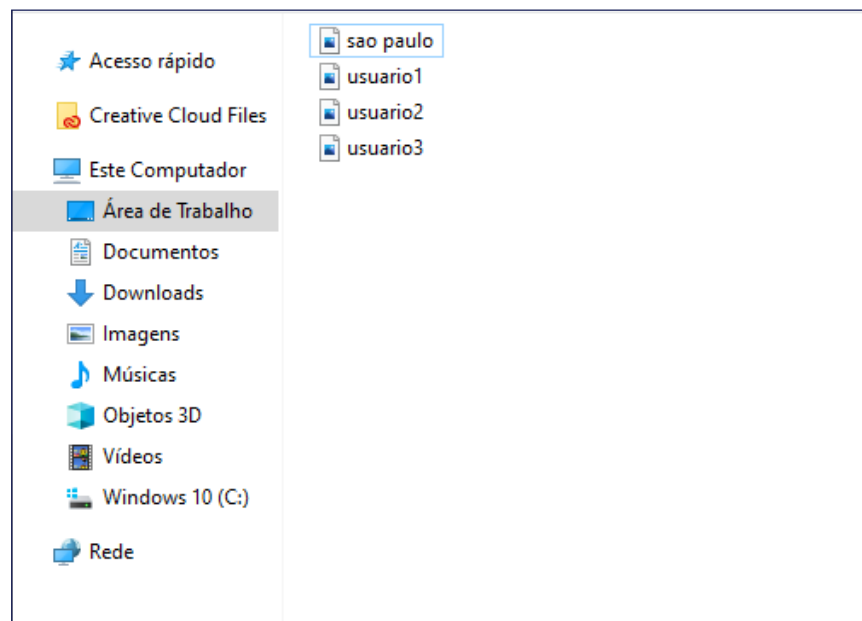 Acesso rápido
Creative Cloud Files
Este Computador
Área de Trabalho
Documentos
Downloads
Imagens
Músicas
Objetos 3D
Vídeos
Windows 10 (C:)
Rede
sao paulo
usuario1
usuario2
usuario3